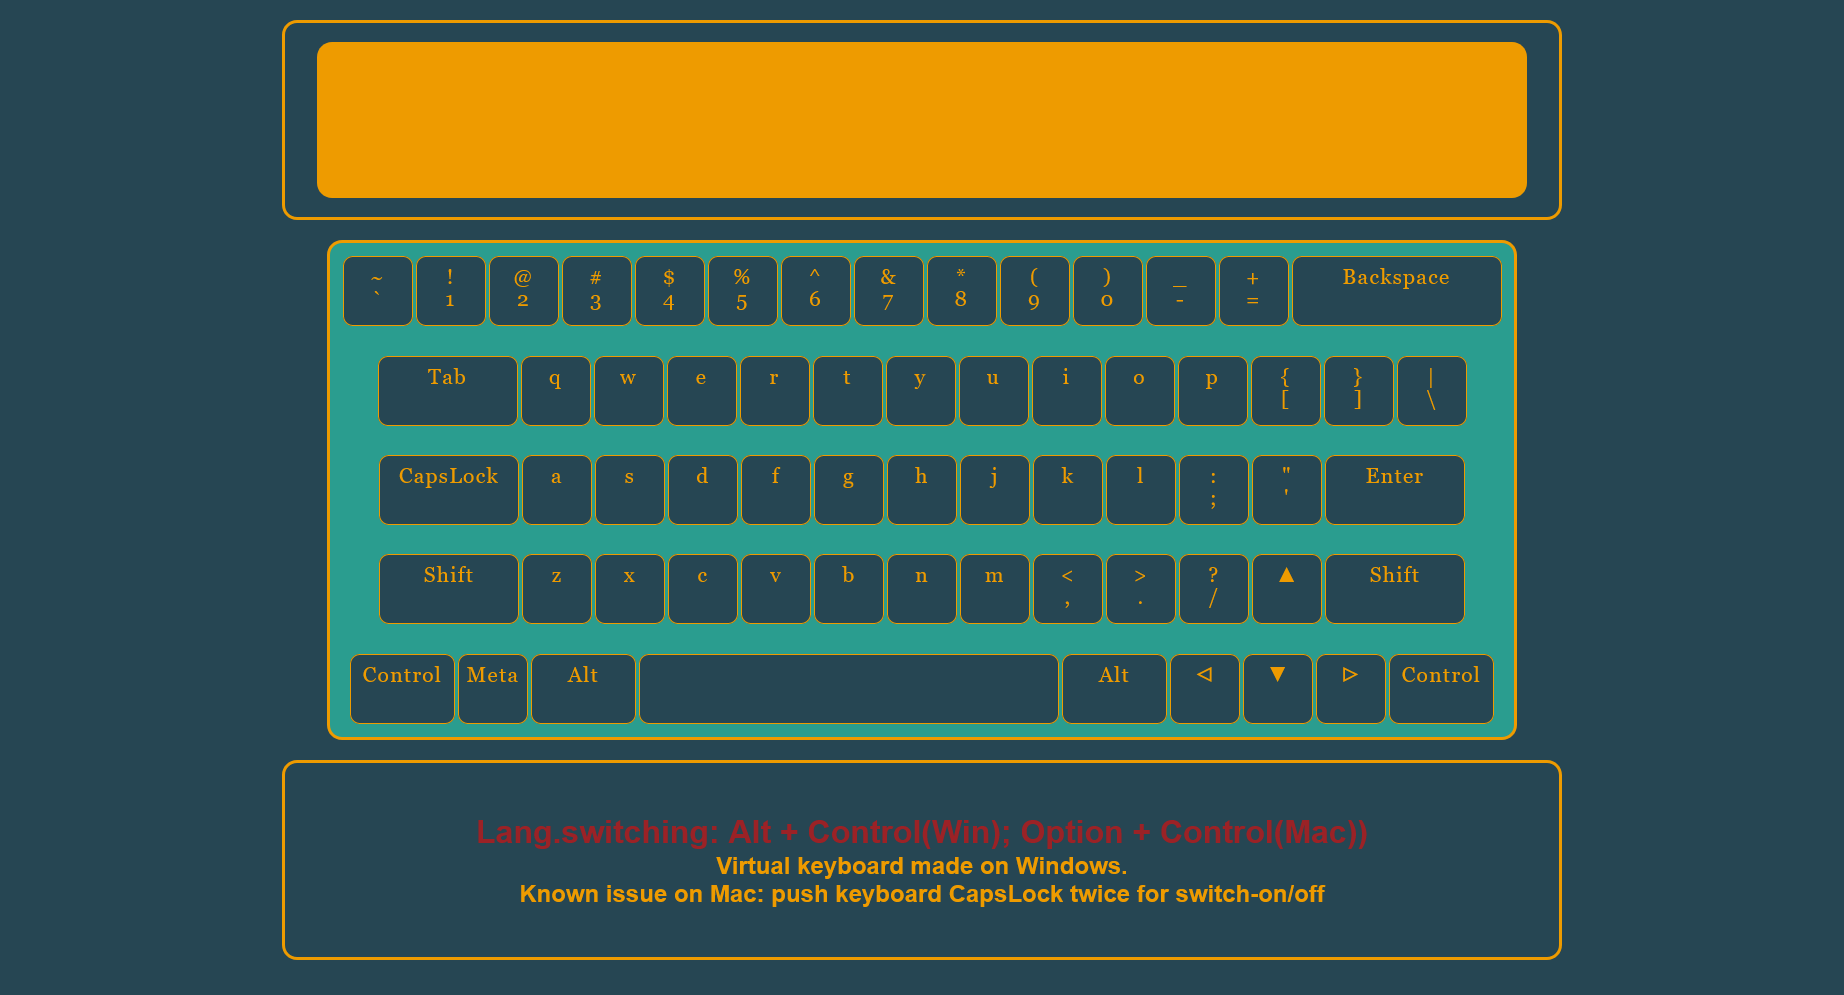 ~ ! @ # $ % ^ & * ( ) _ + Backspace
` 1 2 3 4 5 6 7 8 9 0 - =
Tab q w e r t y u i o p { } |
[ ] \
CapsLock a s d f g h j k l : " Enter
; '
Shift z x c v b n m < > ? ▲ Shift
, . /
Control Meta Alt Alt ◁ ▼ ▷ Control
Lang.switching: Alt + Control(Win); Option + Control(Mac))
Virtual keyboard made on Windows.
Known issue on Mac: push keyboard CapsLock twice for switch-on/off